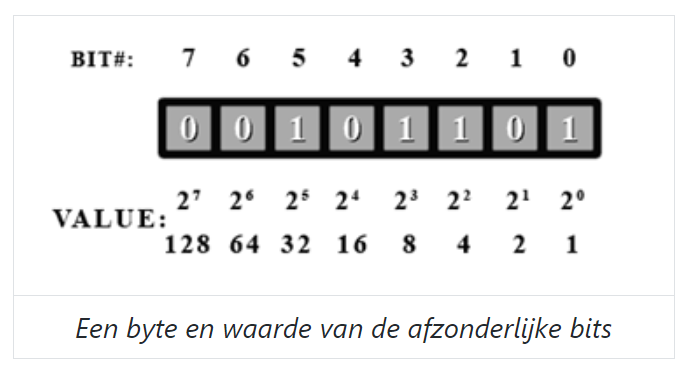 BIT#: 7 6 5 4 3 2 1 0
0 0 1 0 1 1 0 1
VALUE: 2⁷ 2⁶ 2⁵ 2⁴ 2³ 2² 2¹ 2⁰
128 64 32 16 8 4 2 1
Een byte en waarde van de afzonderlijke bits